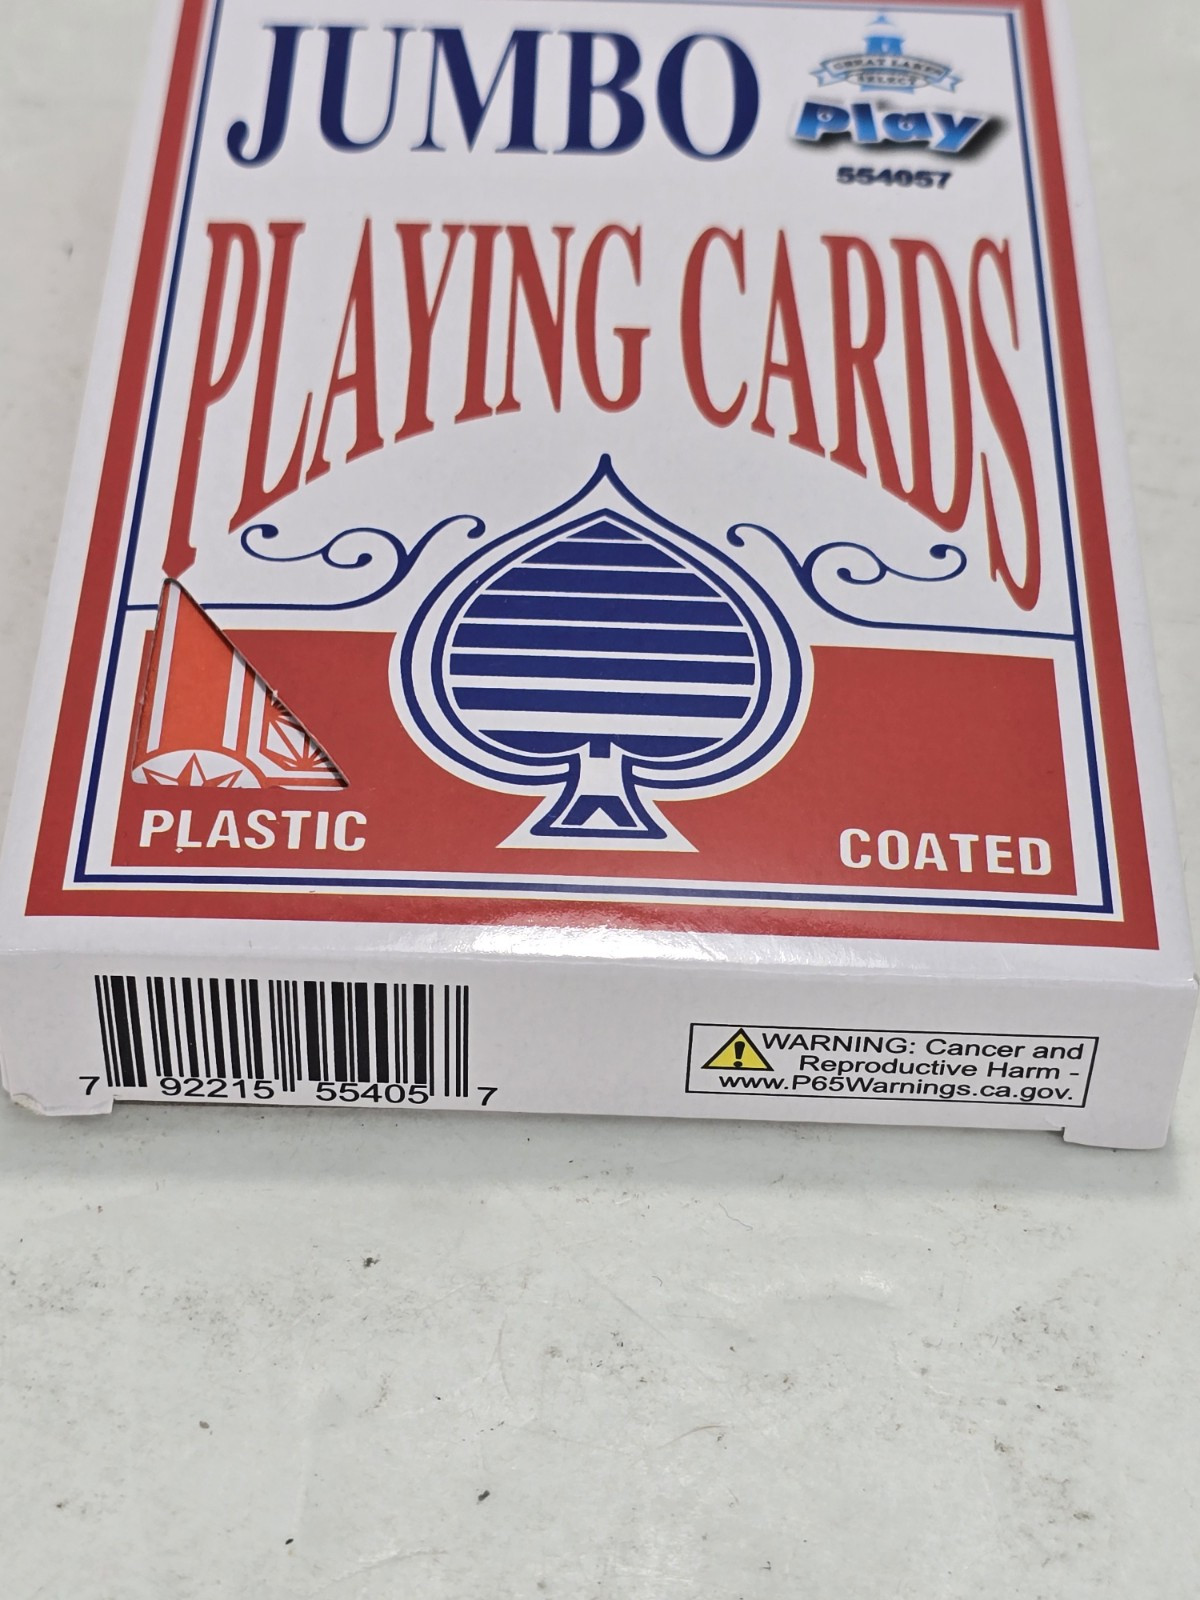 JUMBO
GREAT LAKES
SELECT
Play
554057
PLAYING CARDS
PLASTIC
COATED
7 92215 55405 7
WARNING: Cancer and
Reproductive Harm -
www.P65Warnings.ca.gov.